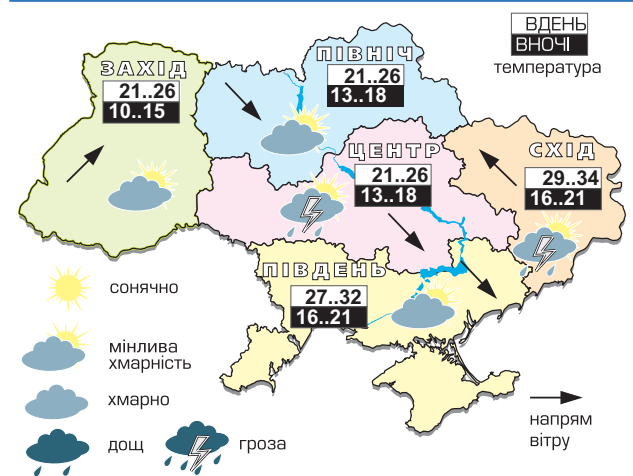 ВДЕНЬ
ВНОЧІ
температура
ПІВНІЧ
21..26
13..18
ЗАХІД
21..26
10..15
ЦЕНТР
21..26
13..18
СХІД
29..34
16..21
ПІВДЕНЬ
27..32
16..21
сонячно
мінлива
хмарність
хмарно
дощ
гроза
напрям
вітру